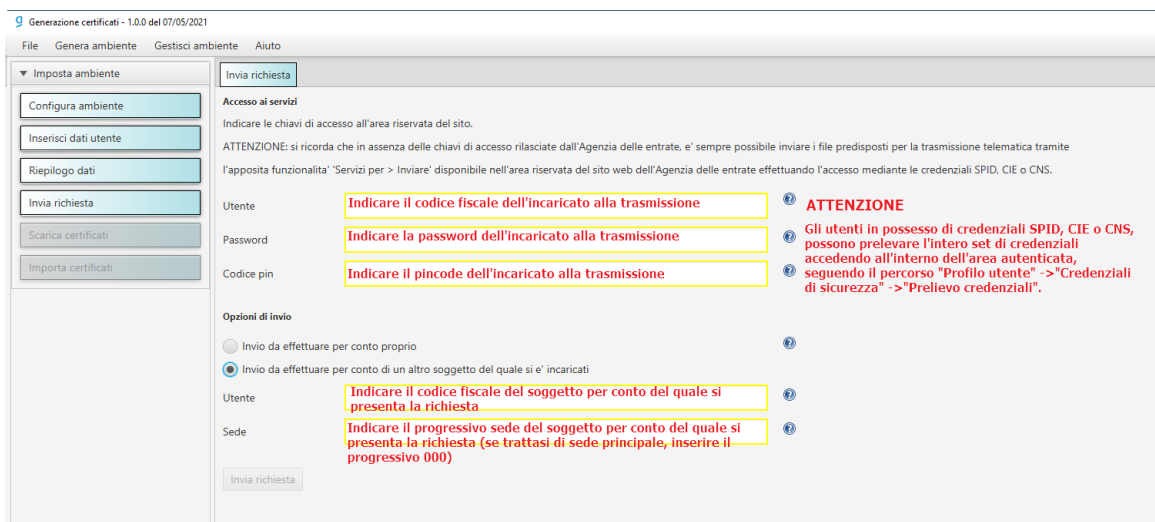 Generazione certificati - 1.0.0 del 07/05/2021
File Genera ambiente Gestisci ambiente Aiuto
Imposta ambiente
Configura ambiente
Inserisci dati utente
Riepilogo dati
Invia richiesta
Scarica certificati
Importa certificati
Invia richiesta
Accesso ai servizi
Indicare le chiavi di accesso all'area riservata del sito.
ATTENZIONE: si ricorda che in assenza delle chiavi di accesso rilasciate dall'Agenzia delle entrate, e' sempre possibile inviare i file predisposti per la trasmissione telematica tramite
l'apposita funzionalita' 'Servizi per > Inviare' disponibile nell'area riservata del sito web dell'Agenzia delle entrate effettuando l'accesso mediante le credenziali SPID, CIE o CNS.
Utente
Indicare il codice fiscale dell'incaricato alla trasmissione
Password
Indicare la password dell'incaricato alla trasmissione
Codice pin
Indicare il pincode dell'incaricato alla trasmissione
ATTENZIONE
Gli utenti in possesso di credenziali SPID, CIE o CNS,
possono prelevare l'intero set di credenziali
accedendo all'interno dell'area autenticata,
seguendo il percorso "Profilo utente" ->"Credenziali
di sicurezza" ->"Prelievo credenziali".
Opzioni di invio
Invio da effettuare per conto proprio
Invio da effettuare per conto di un altro soggetto del quale si e' incaricati
Utente
Indicare il codice fiscale del soggetto per conto del quale si
presenta la richiesta
Sede
Indicare il progressivo sede del soggetto per conto del quale si
presenta la richiesta (se trattasi di sede principale, inserire il
progressivo 000)
Invia richiesta